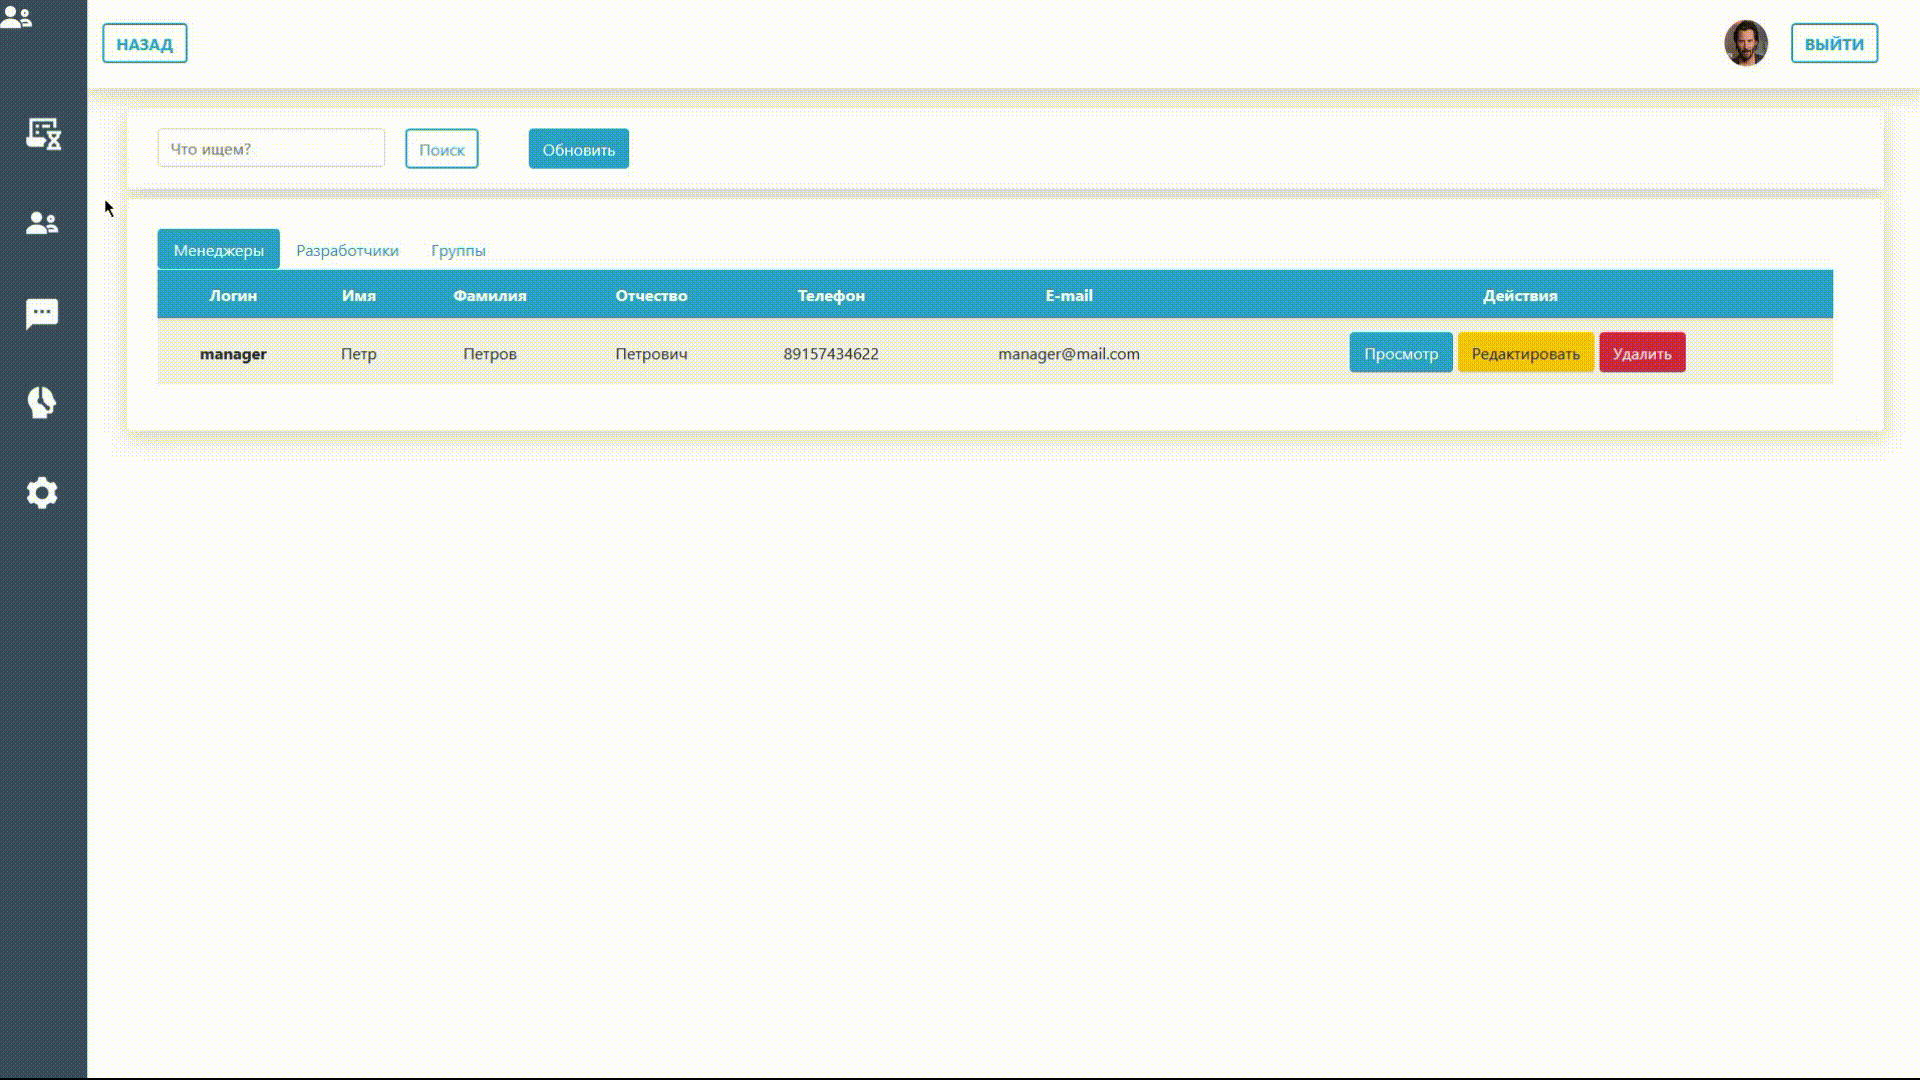 НАЗАД ВЫЙТИ
Что ищем? Поиск Обновить
Менеджеры Разработчики Группы
Логин Имя Фамилия Отчество Телефон E-mail Действия
manager Петр Петров Петрович 89157434622 manager@mail.com Просмотр Редактировать Удалить